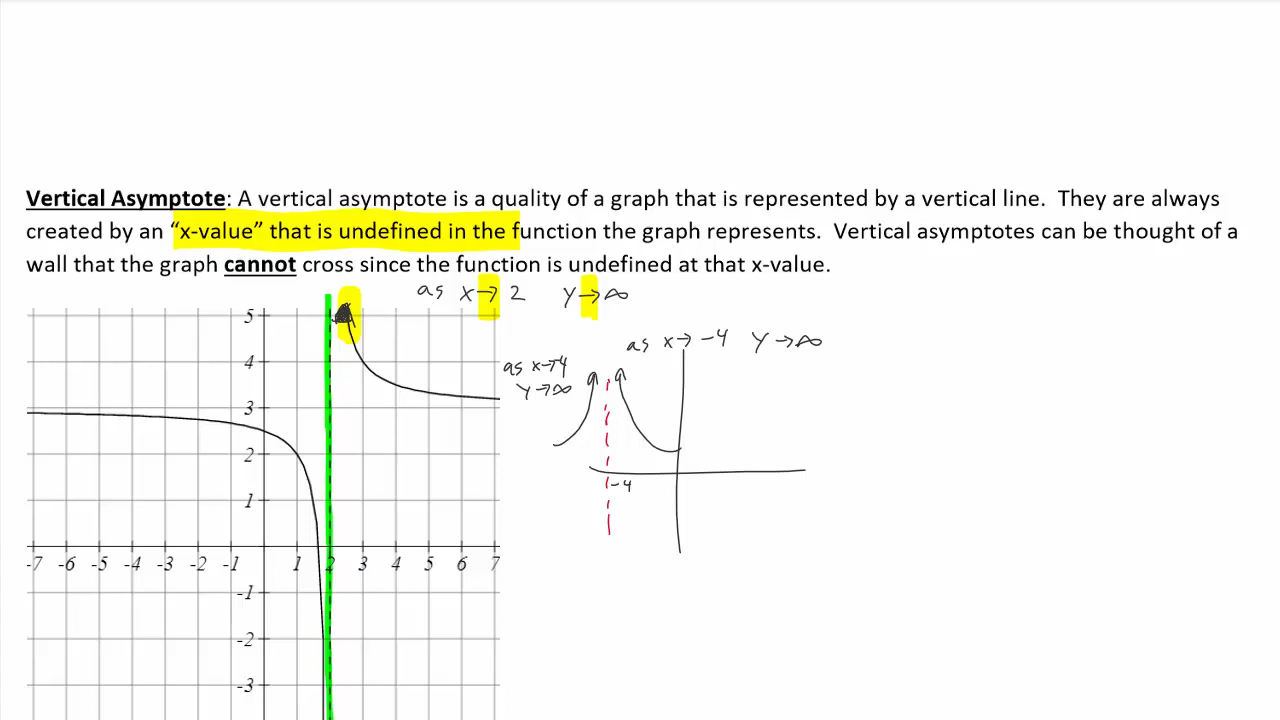 Vertical Asymptote: A vertical asymptote is a quality of a graph that is represented by a vertical line. They are always
created by an “x-value” that is undefined in the function the graph represents. Vertical asymptotes can be thought of a
wall that the graph cannot cross since the function is undefined at that x-value.
as x→2 y→∞
5
as x→-4 y→∞
4
as x→4
y→∞
3
2
-4
1
-7 -6 -5 -4 -3 -2 -1 1 2 3 4 5 6 7
-1
-2
-3